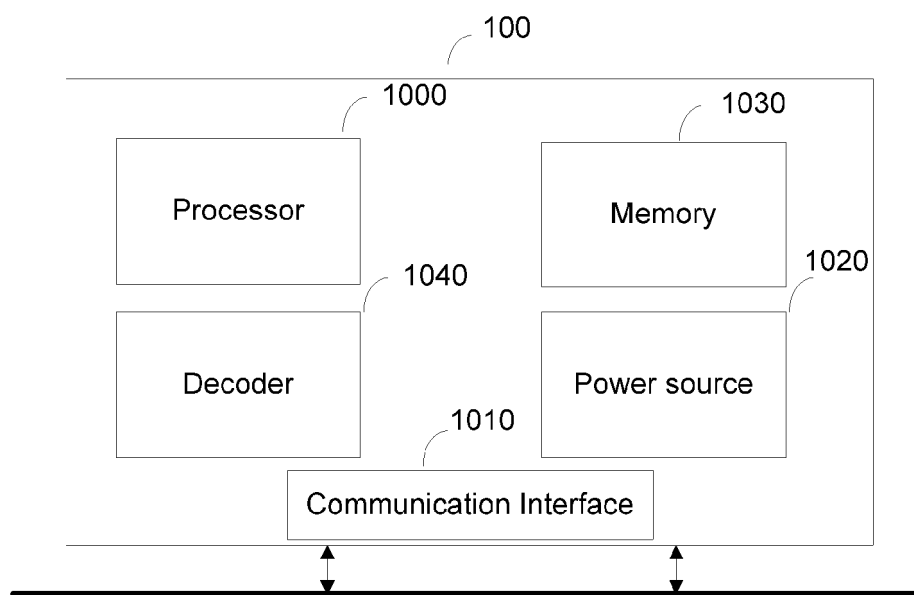 100
1000
1030
Processor
Memory
1040
1020
Decoder
Power source
1010
Communication Interface